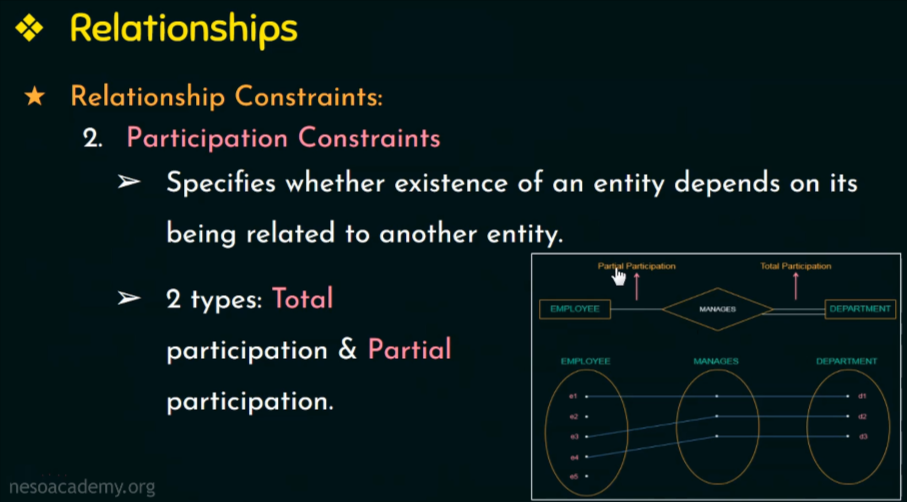 ❖ Relationships
★ Relationship Constraints:
2. Participation Constraints
➢ Specifies whether existence of an entity depends on its
being related to another entity.
➢ 2 types: Total
participation & Partial
participation.
Partial Participation Total Participation
EMPLOYEE MANAGES DEPARTMENT
EMPLOYEE MANAGES DEPARTMENT
e1 d1
e2 d2
e3 d3
e4
e5
nesoacademy.org